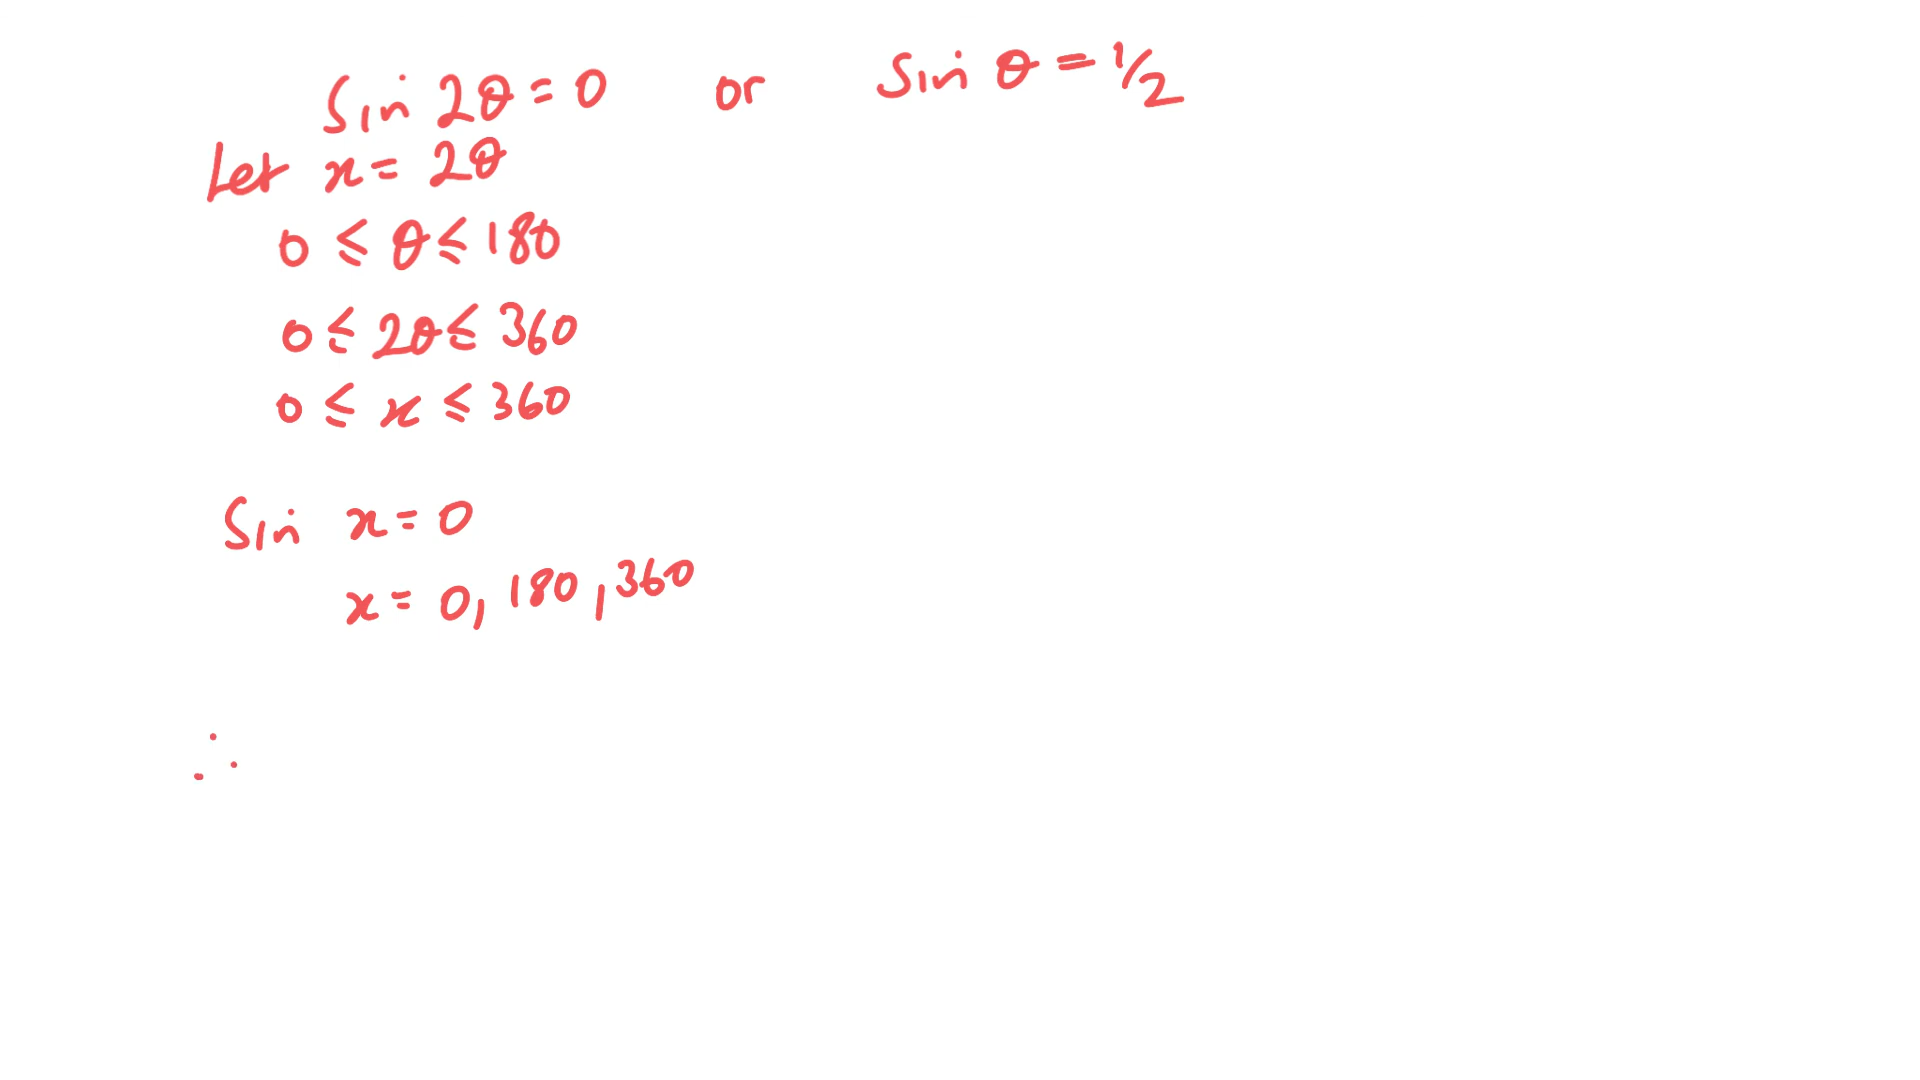 Sin 2θ = 0 or Sin θ = 1/2
Let x = 2θ
0 ≤ θ ≤ 180
0 ≤ 2θ ≤ 360
0 ≤ x ≤ 360
Sin x = 0
x = 0, 180, 360
∴